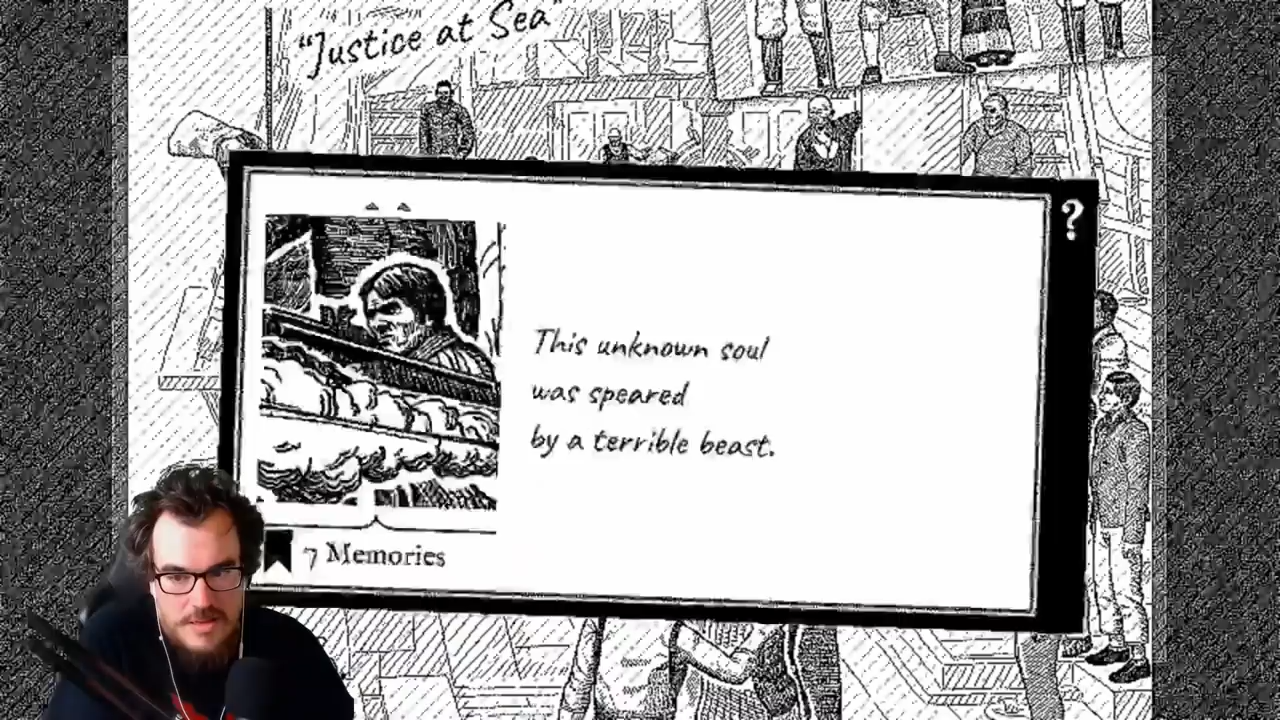 "Justice at Sea"
?
This unknown soul
was speared
by a terrible beast.
7 Memories